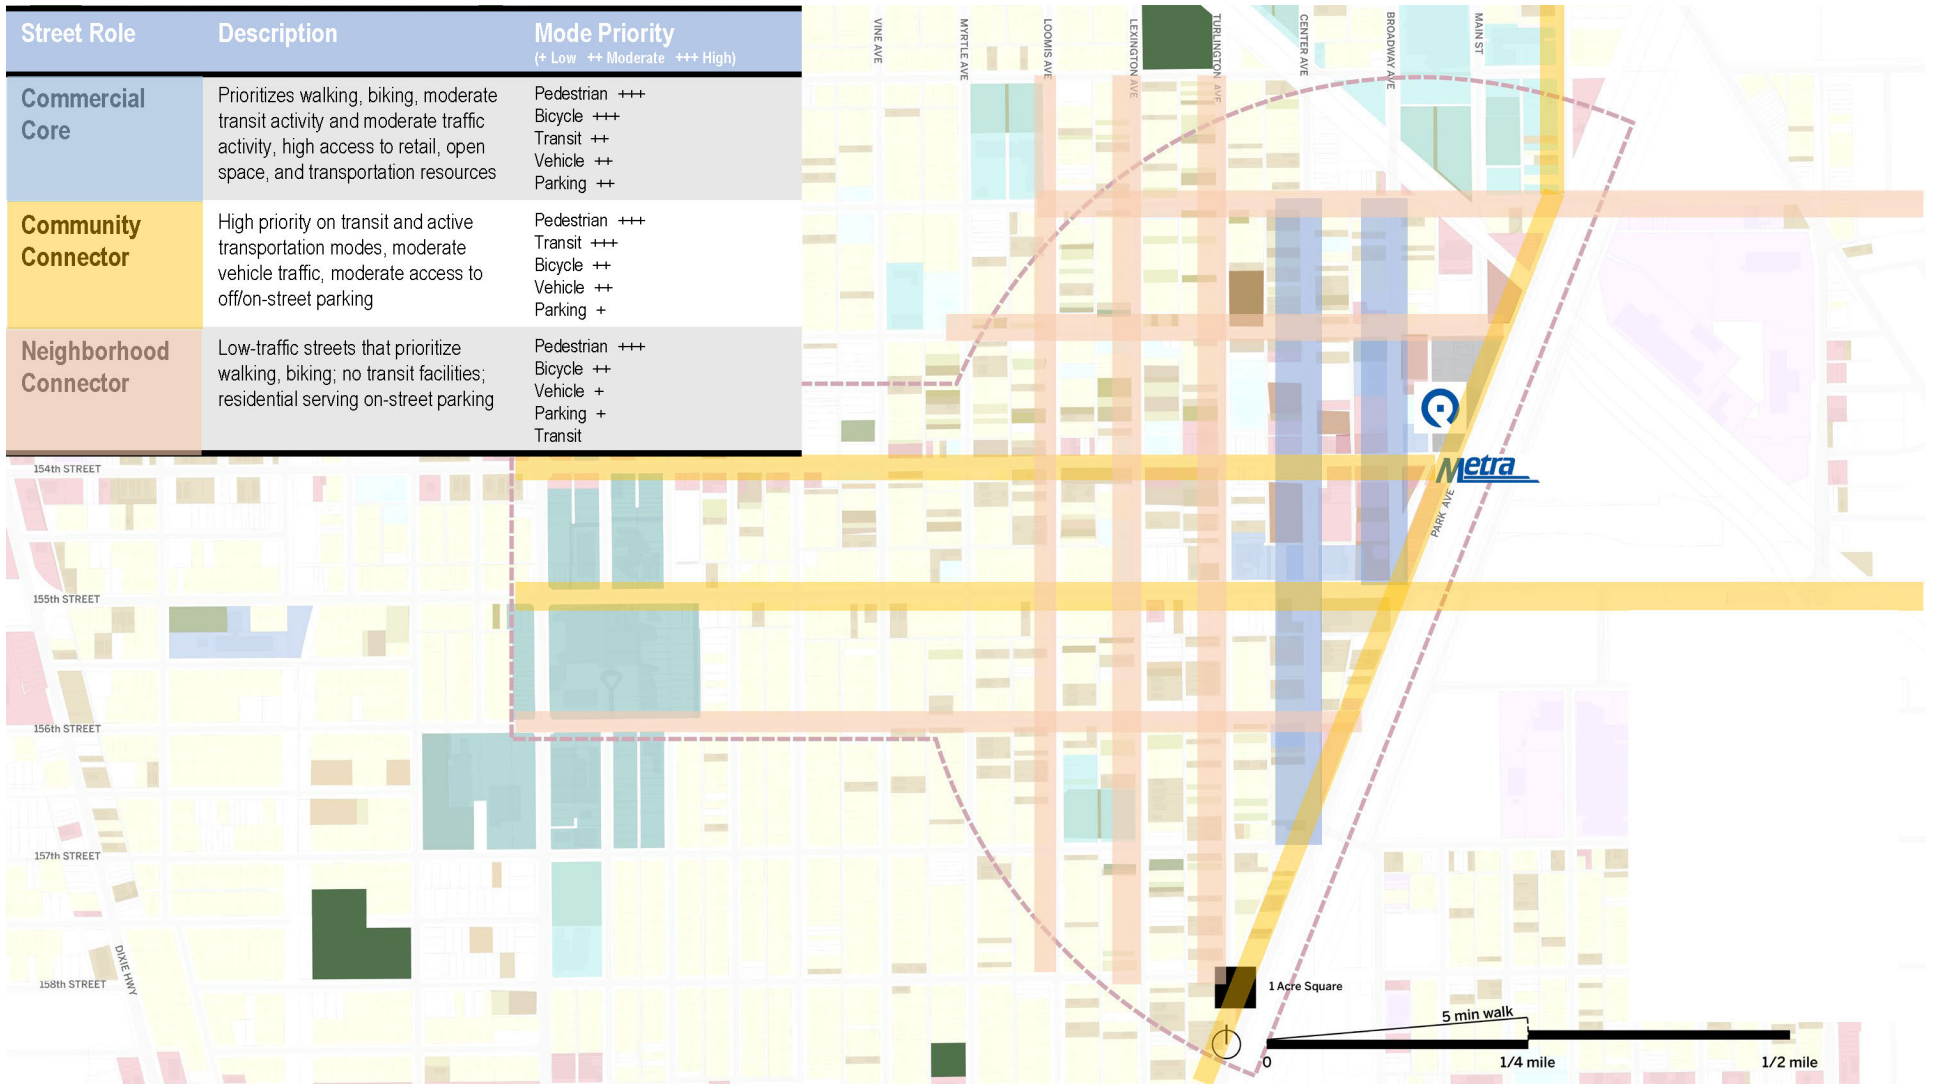 Street Role
Description
Mode Priority
(+ Low ++ Moderate +++ High)
Commercial
Core
Prioritizes walking, biking, moderate
transit activity and moderate traffic
activity, high access to retail, open
space, and transportation resources
Pedestrian +++
Bicycle +++
Transit ++
Vehicle ++
Parking ++
Community
Connector
High priority on transit and active
transportation modes, moderate
vehicle traffic, moderate access to
off/on-street parking
Pedestrian +++
Transit +++
Bicycle ++
Vehicle ++
Parking +
Neighborhood
Connector
Low-traffic streets that prioritize
walking, biking; no transit facilities;
residential serving on-street parking
Pedestrian +++
Bicycle ++
Vehicle +
Parking +
Transit
VINE AVE
MYRTLE AVE
LOOMIS AVE
LEXINGTON AVE
TURLINGTON AVE
CENTER AVE
BROADWAY AVE
MAIN ST
154th STREET
Metra
PARK AVE
155th STREET
156th STREET
157th STREET
DIXIE HWY
158th STREET
1 Acre Square
5 min walk
0
1/4 mile
1/2 mile